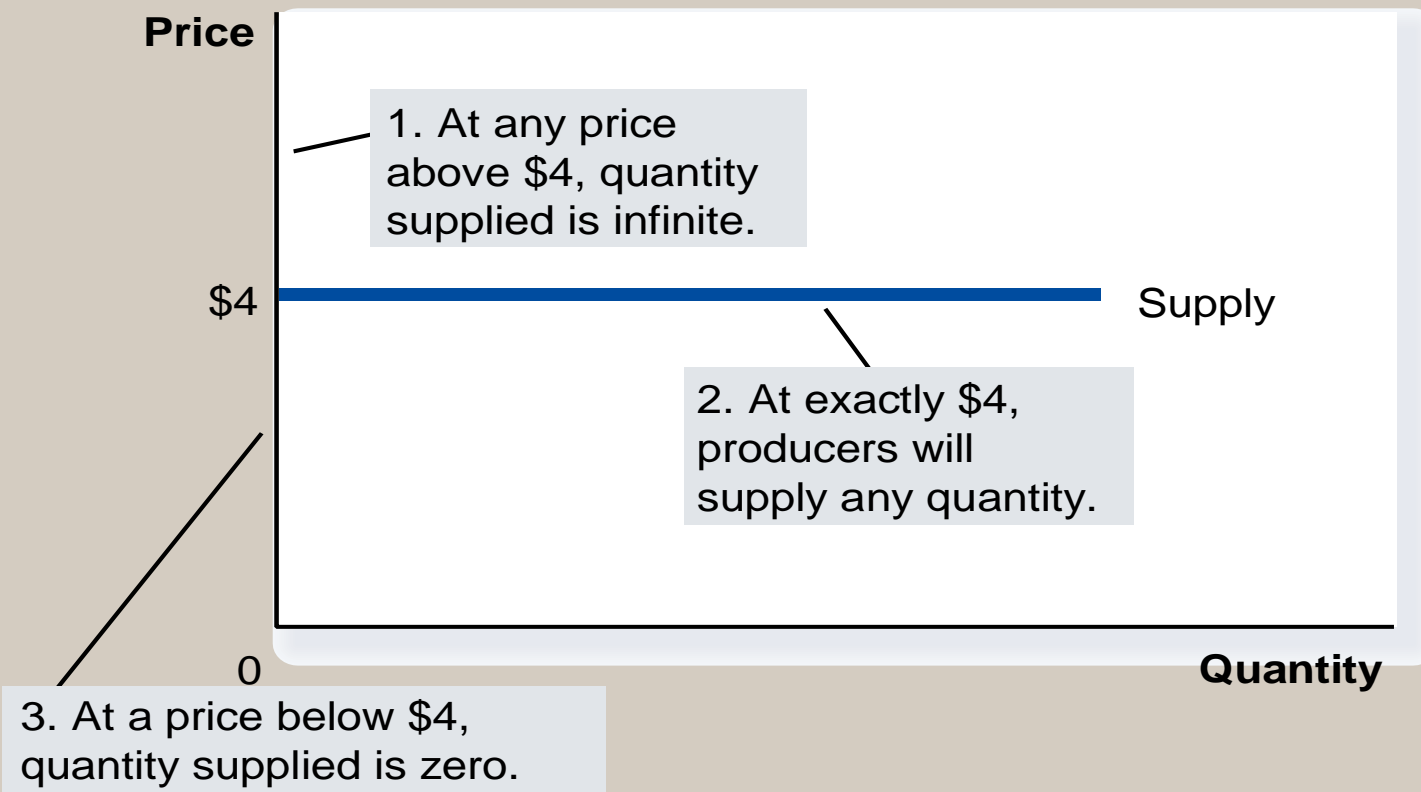 Price
1. At any price
above $4, quantity
supplied is infinite.
$4
Supply
2. At exactly $4,
producers will
supply any quantity.
0
Quantity
3. At a price below $4,
quantity supplied is zero.